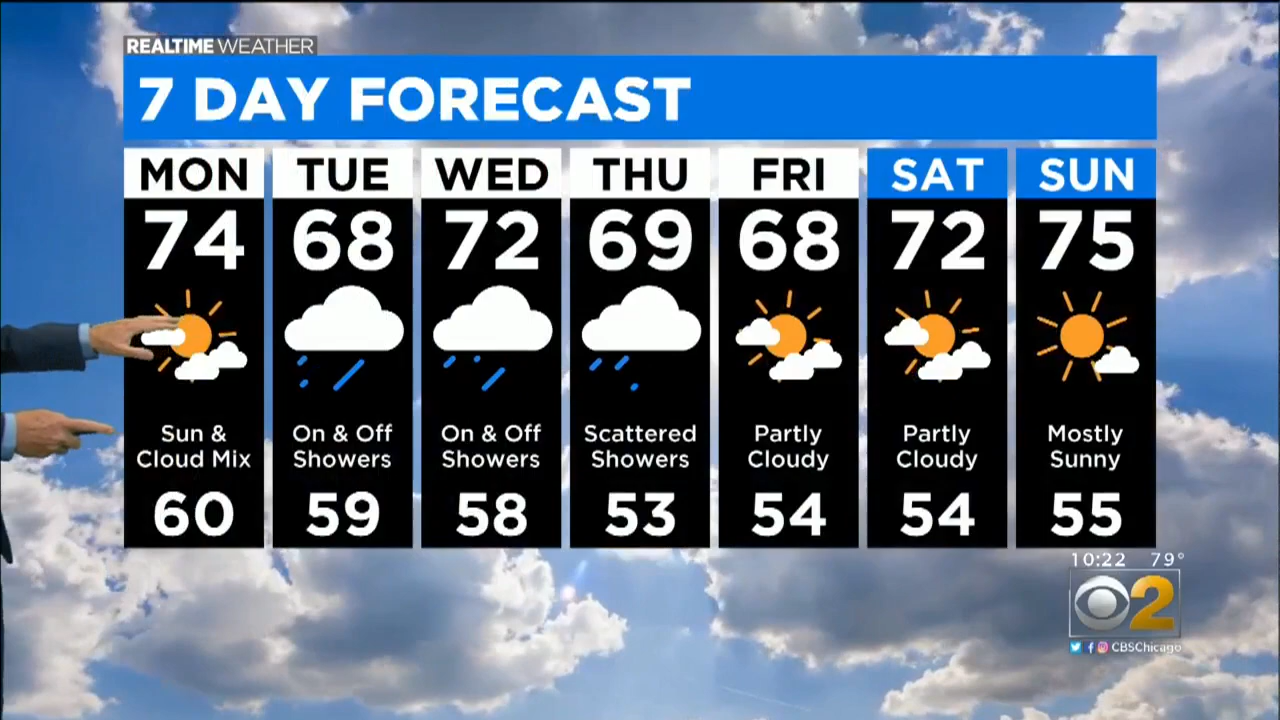 REALTIME WEATHER
7 DAY FORECAST
MON TUE WED THU FRI SAT SUN
74 68 72 69 68 72 75
Sun & On & Off On & Off Scattered Partly Partly Mostly
Cloud Mix Showers Showers Showers Cloudy Cloudy Sunny
60 59 58 53 54 54 55
10:22 79°
2
CBSChicago